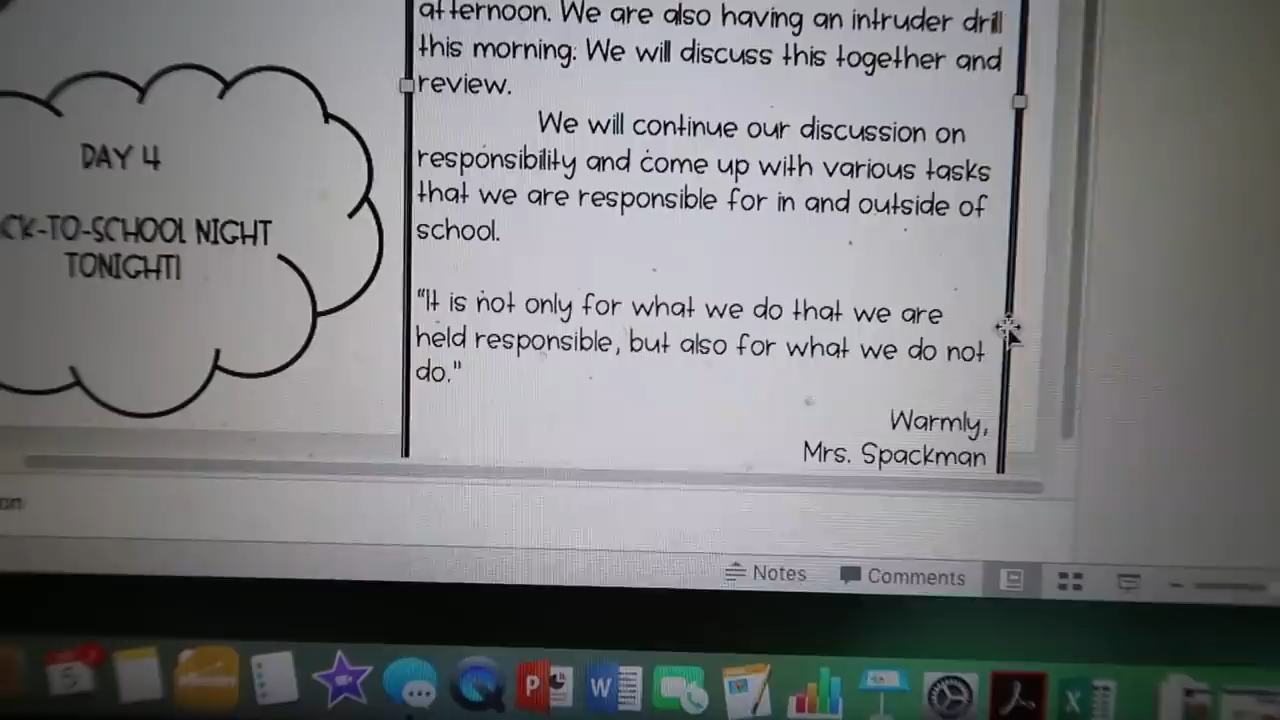 afternoon. We are also having an intruder drill
this morning. We will discuss this together and
review.
We will continue our discussion on
responsibility and come up with various tasks
that we are responsible for in and outside of
school.
"It is not only for what we do that we are
held responsible, but also for what we do not
do."
Warmly,
Mrs. Spackman
DAY 4
CK-TO-SCHOOL NIGHT
TONIGHT!
on
Notes
Comments
5
P
W
X